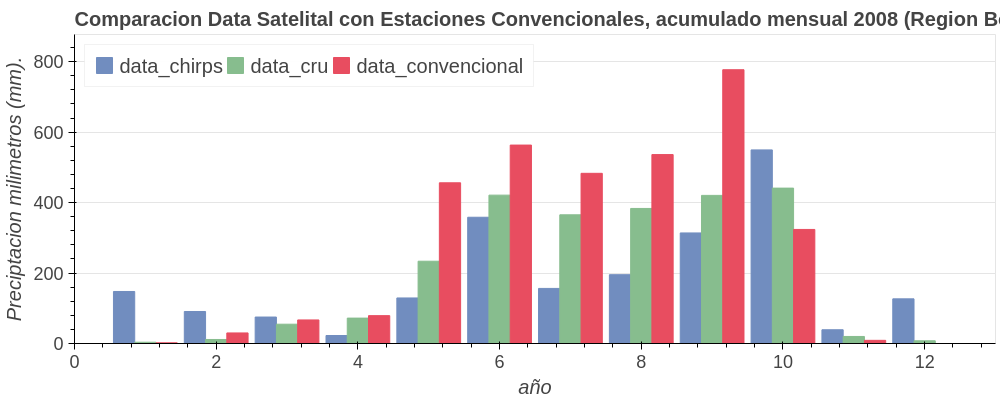 Comparacion Data Satelital con Estaciones Convencionales, acumulado mensual 2008 (Region
data_chirps data_cru data_convencional
Preciptacion milimetros (mm).
800
600
400
200
0
0 2 4 6 8 10 12
año